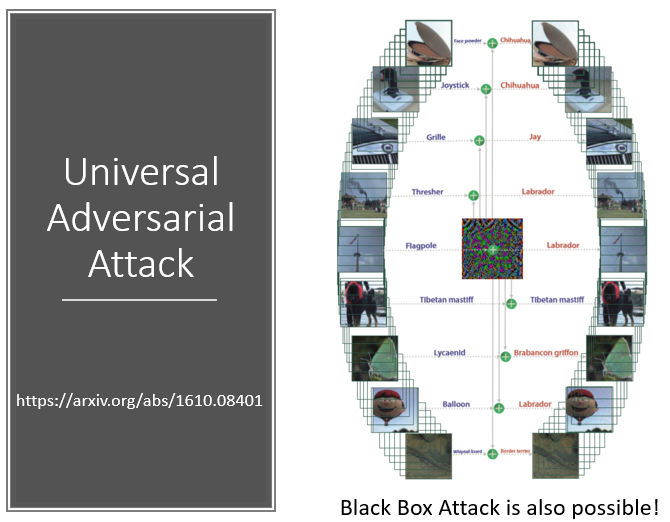 Universal
Adversarial
Attack
https://arxiv.org/abs/1610.08401
Face powder Chihuahua
Joystick Chihuahua
Grille Jay
Thresher Labrador
Flagpole Labrador
Tibetan mastiff Tibetan mastiff
Lycaenid Brabancon griffon
Balloon Labrador
Whiptail lizard Border terrier
Black Box Attack is also possible!